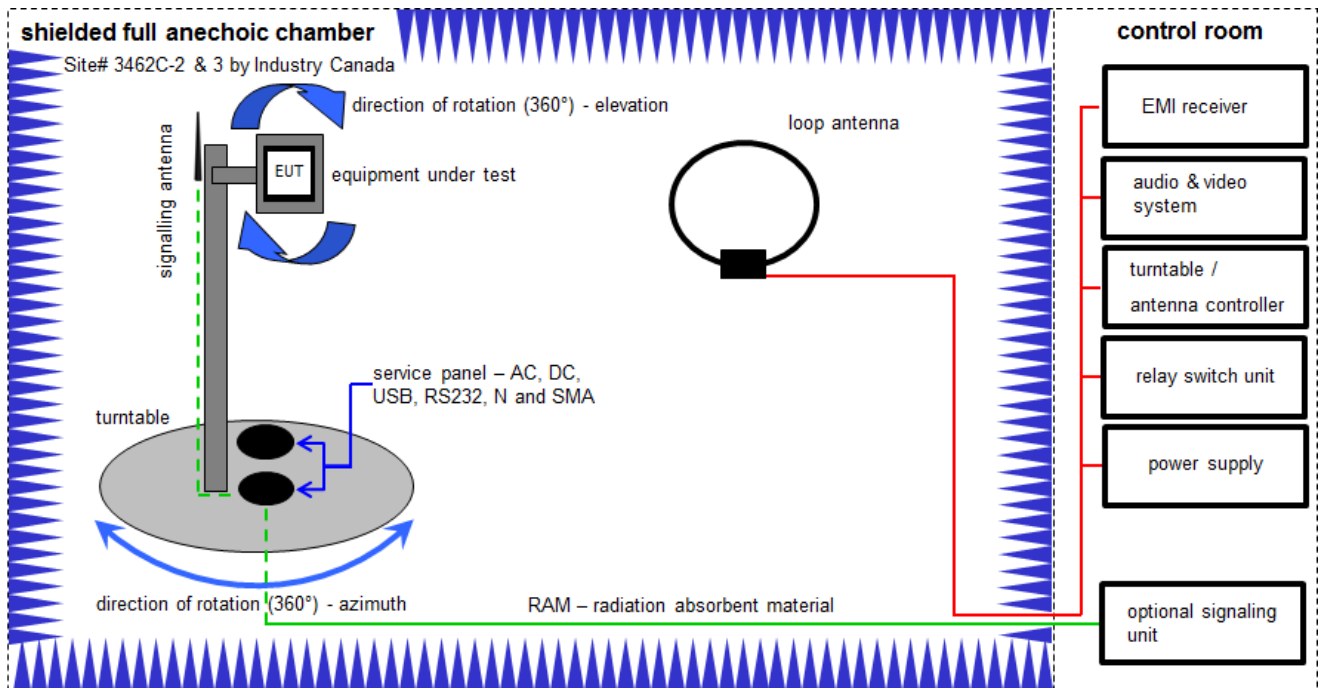 shielded full anechoic chamber
Site# 3462C-2 & 3 by Industry Canada
direction of rotation (360°) - elevation
signalling antenna
EUT
equipment under test
loop antenna
service panel – AC, DC,
USB, RS232, N and SMA
turntable
direction of rotation (360°) - azimuth
RAM – radiation absorbent material
control room
EMI receiver
audio & video
system
turntable /
antenna controller
relay switch unit
power supply
optional signaling
unit